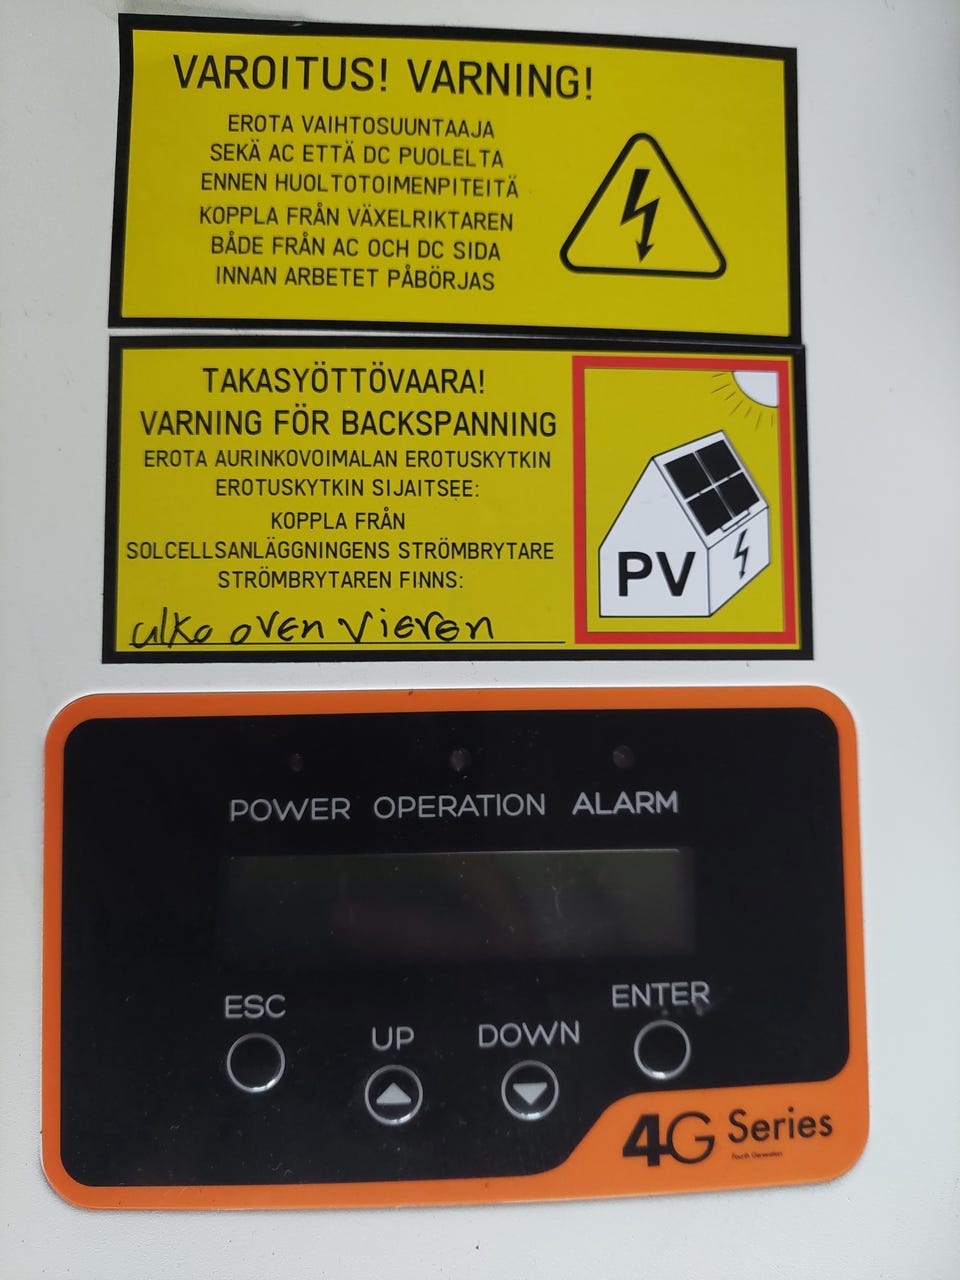 VAROITUS! VARNING!
EROTA VAIHTOSUUNTAAJA
SEKÄ AC ETTÄ DC PUOLELTA
ENNEN HUOLTOTOIMENPITEITÄ
KOPPLA FRÅN VÄXELRIKTAREN
BÅDE FRÅN AC OCH DC SIDA
INNAN ARBETET PÅBÖRJAS
TAKASYÖTTÖVAARA!
VARNING FÖR BACKSPANNING
EROTA AURINKOVOIMALAN EROTUSKYTKIN
EROTUSKYTKIN SIJAITSEE:
KOPPLA FRÅN
SOLCELLSANLÄGGNINGENS STRÖMBRYTARE
STRÖMBRYTAREN FINNS:
ulko oven vieren
PV
POWER OPERATION ALARM
ESC UP DOWN ENTER
4G Series
Fourth Generation